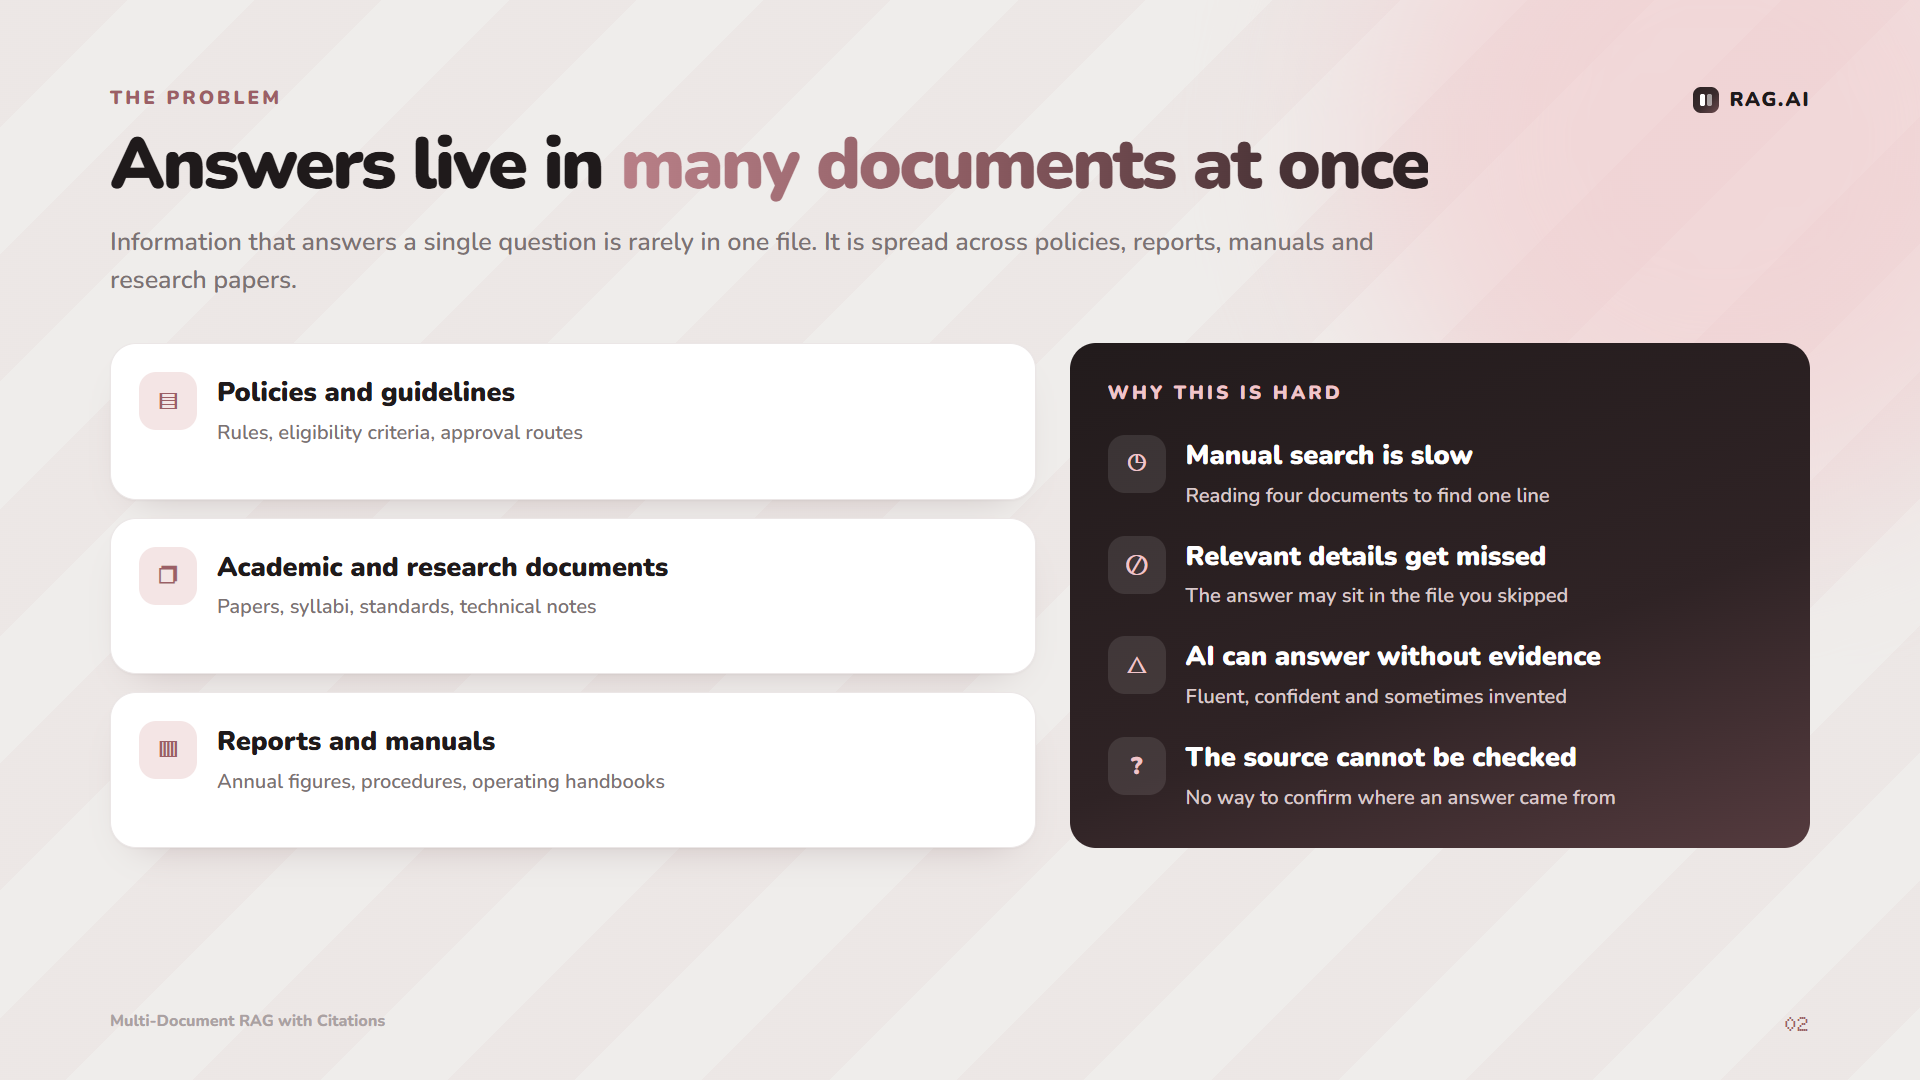 THE PROBLEM
RAG.AI
Answers live in many documents at once
Information that answers a single question is rarely in one file. It is spread across policies, reports, manuals and
research papers.
Policies and guidelines
Rules, eligibility criteria, approval routes
Academic and research documents
Papers, syllabi, standards, technical notes
Reports and manuals
Annual figures, procedures, operating handbooks
WHY THIS IS HARD
Manual search is slow
Reading four documents to find one line
Relevant details get missed
The answer may sit in the file you skipped
AI can answer without evidence
Fluent, confident and sometimes invented
?
The source cannot be checked
No way to confirm where an answer came from
Multi-Document RAG with Citations
02